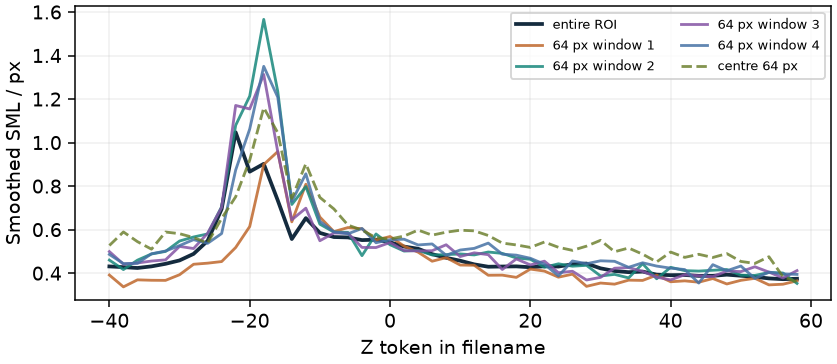 Smoothed SML / px
1.6
1.4
1.2
1.0
0.8
0.6
0.4
entire ROI
64 px window 1
64 px window 2
64 px window 3
64 px window 4
centre 64 px
−40
−20
0
20
40
60
Z token in filename